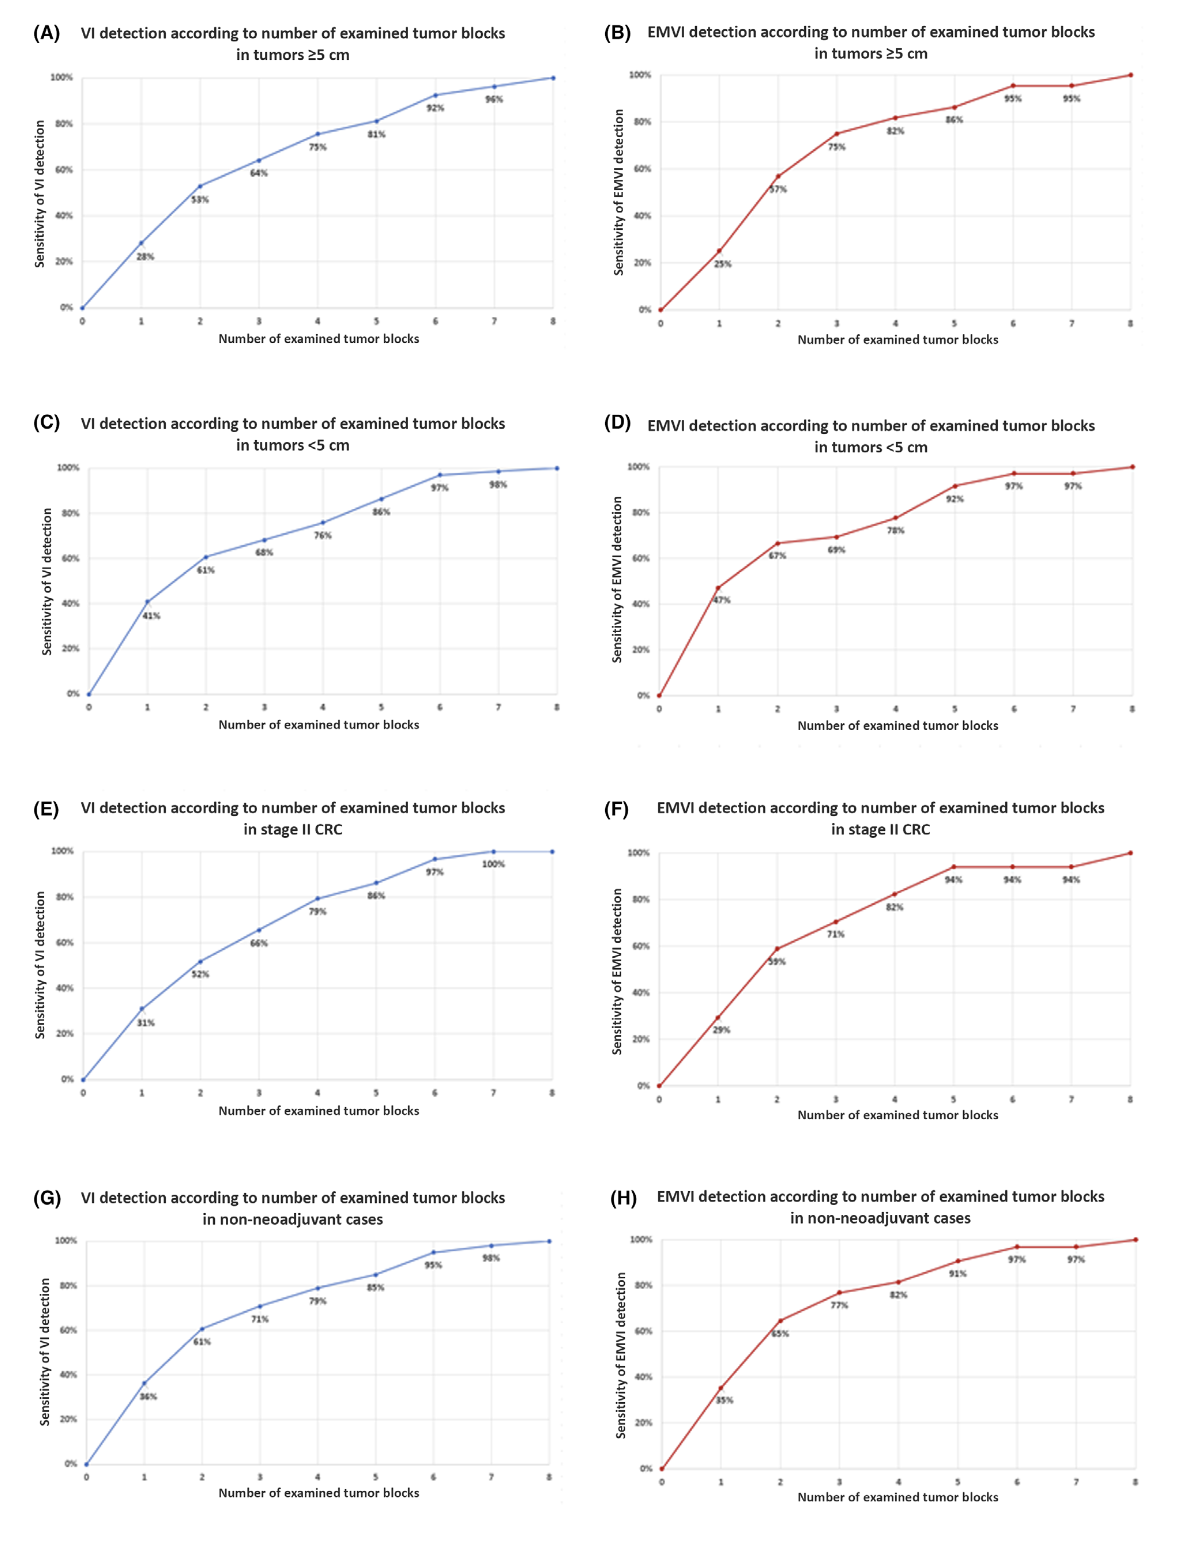 (A) VI detection according to number of examined tumor blocks
in tumors ≥5 cm
Sensitivity of VI detection
100%
80%
60%
40%
20%
0%
28%
53%
64%
75%
81%
92%
96%
0 1 2 3 4 5 6 7 8
Number of examined tumor blocks
(B) EMVI detection according to number of examined tumor blocks
in tumors ≥5 cm
Sensitivity of EMVI detection
100%
80%
60%
40%
20%
0%
25%
57%
75%
82%
86%
95%
95%
0 1 2 3 4 5 6 7 8
Number of examined tumor blocks
(C) VI detection according to number of examined tumor blocks
in tumors <5 cm
Sensitivity of VI detection
100%
80%
60%
40%
20%
0%
41%
61%
68%
76%
86%
97%
98%
0 1 2 3 4 5 6 7 8
Number of examined tumor blocks
(D) EMVI detection according to number of examined tumor blocks
in tumors <5 cm
Sensitivity of EMVI detection
100%
80%
60%
40%
20%
0%
47%
67%
69%
78%
92%
97%
97%
0 1 2 3 4 5 6 7 8
Number of examined tumor blocks
(E) VI detection according to number of examined tumor blocks
in stage II CRC
Sensitivity of VI detection
100%
80%
60%
40%
20%
0%
31%
52%
66%
79%
86%
97%
100%
0 1 2 3 4 5 6 7 8
Number of examined tumor blocks
(F) EMVI detection according to number of examined tumor blocks
in stage II CRC
Sensitivity of EMVI detection
100%
80%
60%
40%
20%
0%
29%
59%
71%
82%
94%
94%
94%
0 1 2 3 4 5 6 7 8
Number of examined tumor blocks
(G) VI detection according to number of examined tumor blocks
in non-neoadjuvant cases
Sensitivity of VI detection
100%
80%
60%
40%
20%
0%
36%
61%
71%
79%
85%
95%
98%
0 1 2 3 4 5 6 7 8
Number of examined tumor blocks
(H) EMVI detection according to number of examined tumor blocks
in non-neoadjuvant cases
Sensitivity of EMVI detection
100%
80%
60%
40%
20%
0%
35%
65%
77%
82%
91%
97%
97%
0 1 2 3 4 5 6 7 8
Number of examined tumor blocks